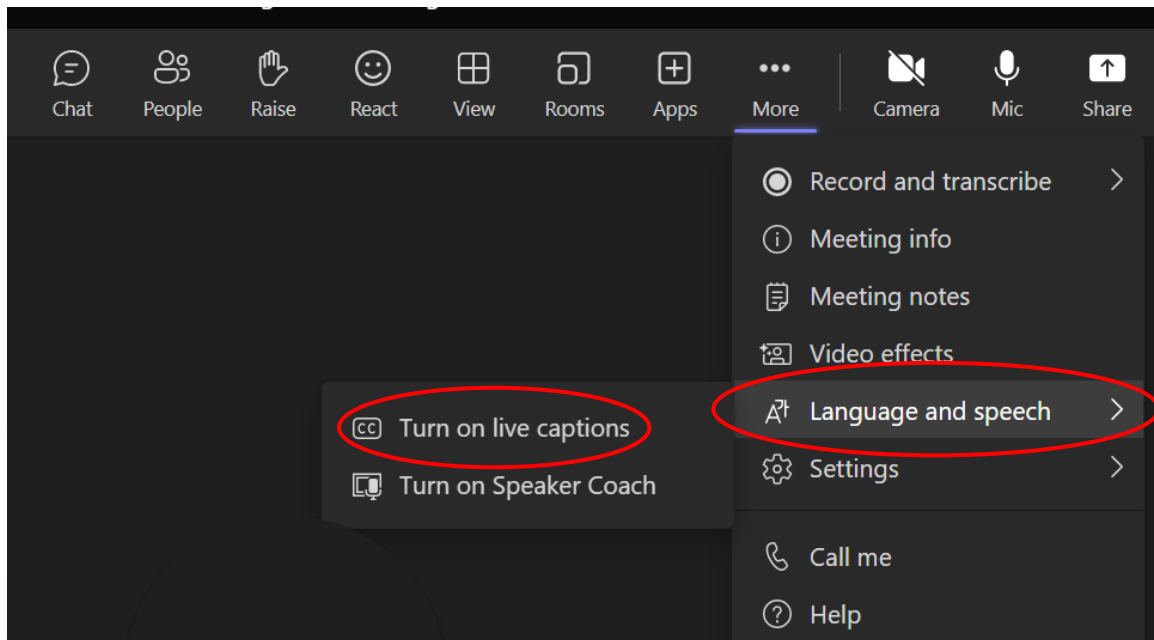 Chat People Raise React View Rooms Apps More Camera Mic Share
Record and transcribe
Meeting info
Meeting notes
Video effects
Language and speech
CC Turn on live captions
Turn on Speaker Coach
Settings
Call me
Help